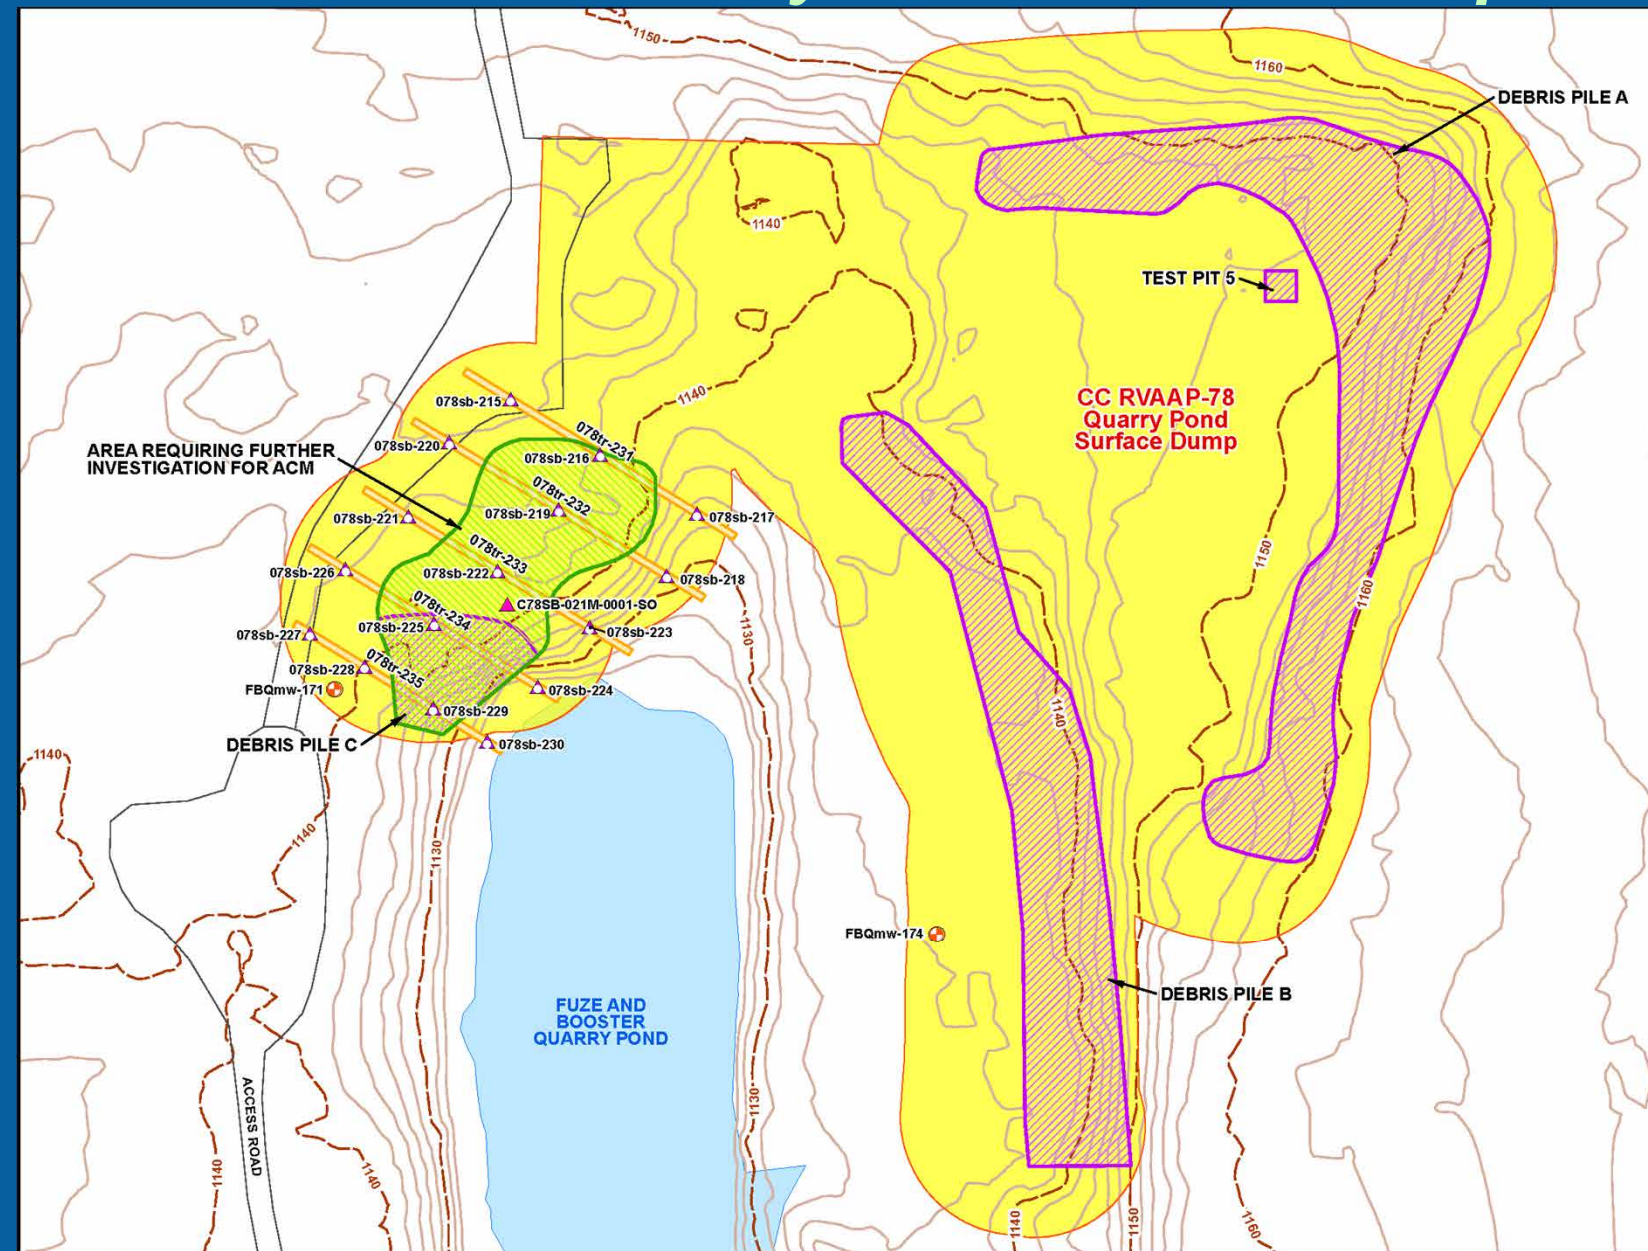 1150
1160
DEBRIS PILE A
1140
TEST PIT 5
1140
CC RVAAP-78
Quarry Pond
Surface Dump
078sb-215
078tr-231
078sb-220
078sb-216
AREA REQUIRING FURTHER
INVESTIGATION FOR ACM
078tr-232
078sb-219
078sb-217
078sb-221
078tr-233
1150
078sb-226
078sb-222
078sb-218
1160
078tr-234
C78SB-021M-0001-SO
078sb-227
078sb-225
078sb-223
1130
078sb-228
078tr-235
FBQmw-171
078sb-224
078sb-229
1140
DEBRIS PILE C
078sb-230
1140
1140
1130
FBQmw-174
DEBRIS PILE B
FUZE AND
BOOSTER
QUARRY POND
ACCESS ROAD
1130
1140
1140
1140
1150
1160